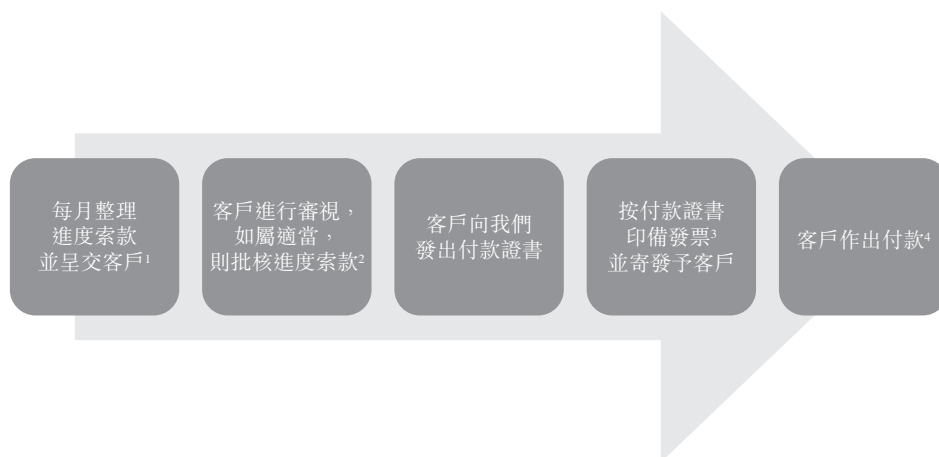 每月整理
進度索款
並呈交客戶¹
客戶進行審視，
如屬適當，
則批核進度索款²
客戶向我們
發出付款證書
按付款證書
印備發票³
並寄發予客戶
客戶作出付款⁴